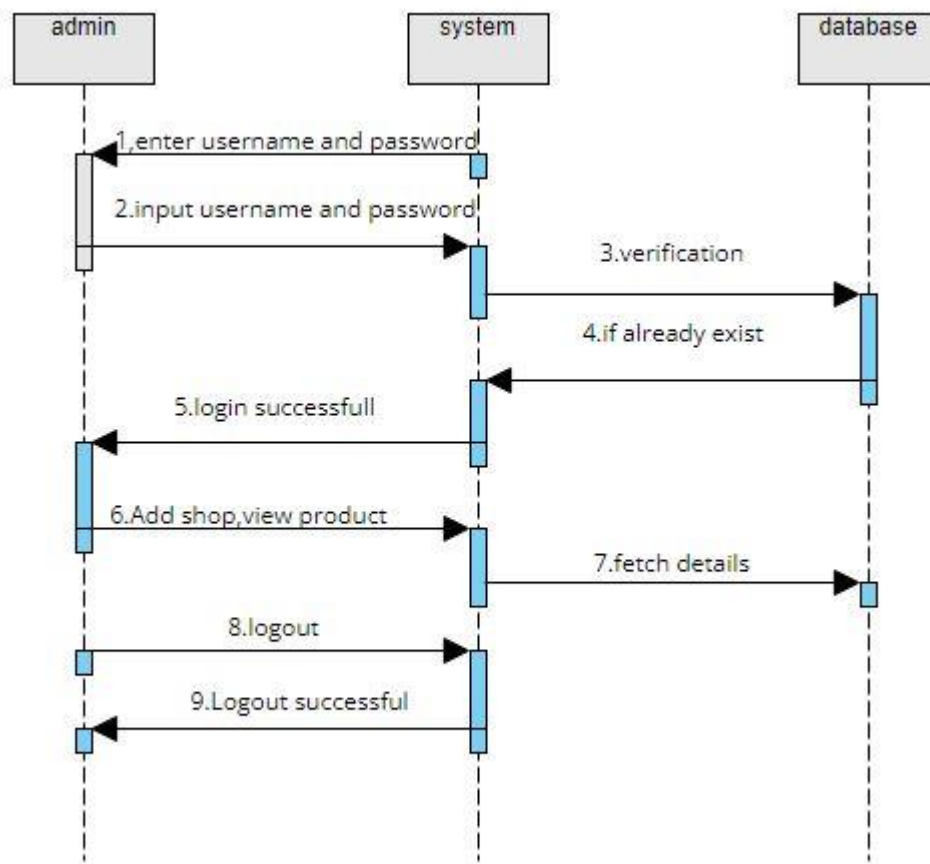 admin
system
database
1,enter username and password
2.input username and password
3.verification
4.if already exist
5.login successfull
6.Add shop,view product
7.fetch details
8.logout
9.Logout successful